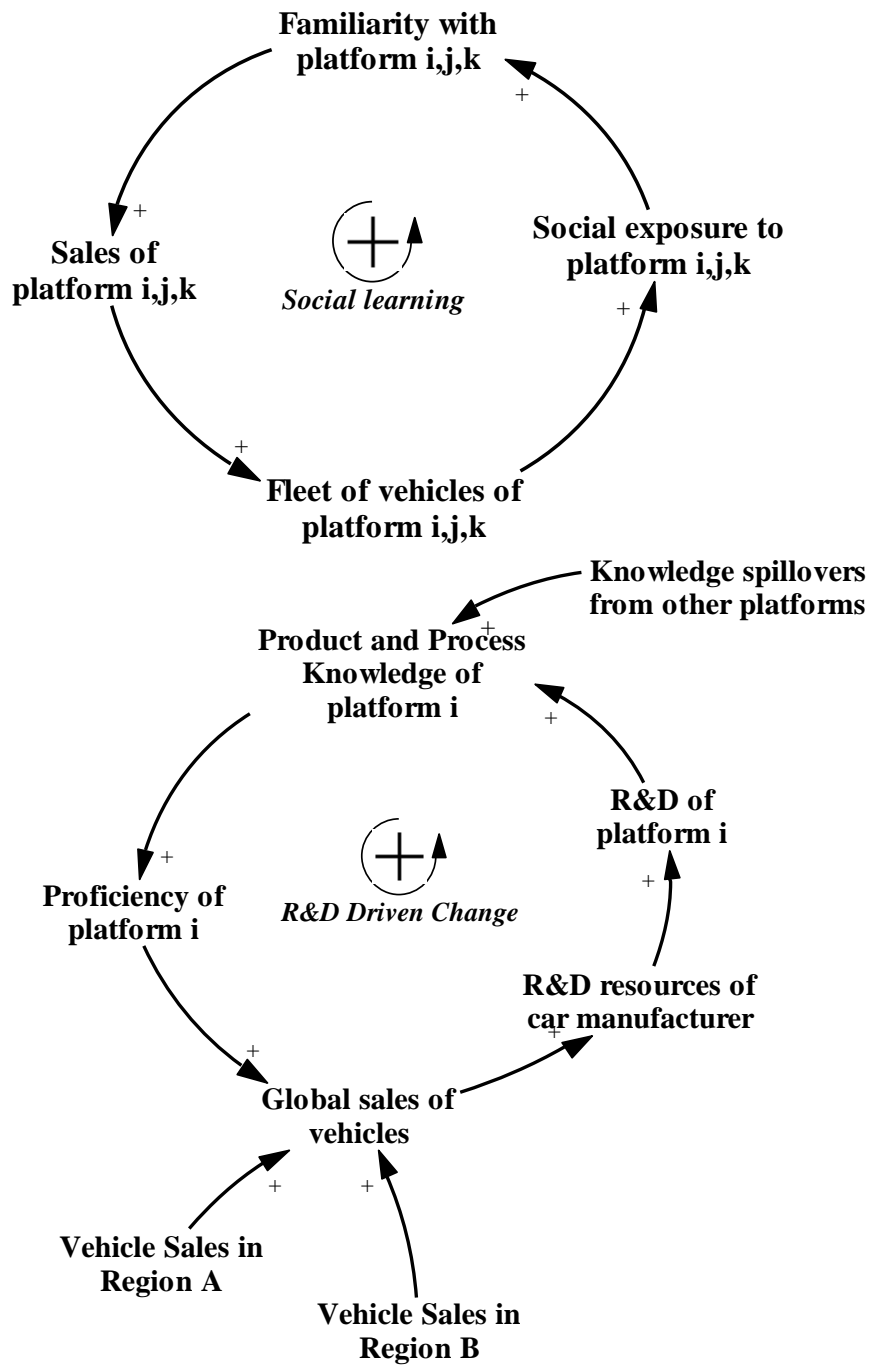 Familiarity with
platform i,j,k
+
+
Sales of
platform i,j,k
Social exposure to
platform i,j,k
Social learning
+
+
Fleet of vehicles of
platform i,j,k
Knowledge spillovers
from other platforms
+
Product and Process
Knowledge of
platform i
+
R&D of
platform i
+
+
Proficiency of
platform i
R&D Driven Change
R&D resources of
car manufacturer
+
+
Global sales of
vehicles
+
+
Vehicle Sales in
Region A
Vehicle Sales in
Region B